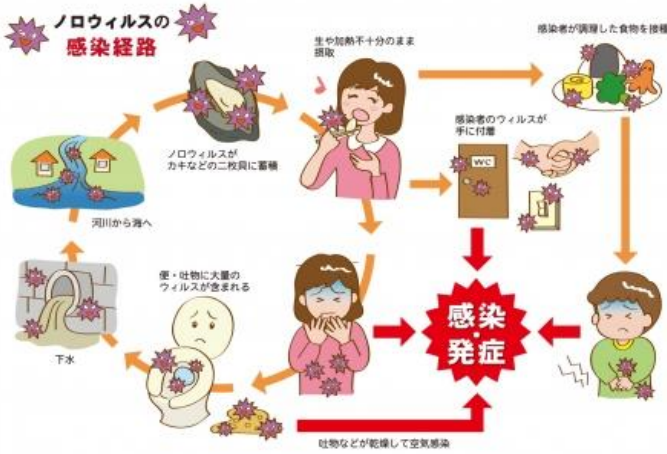 ノロウィルスの
感染経路
生や加熱不十分のまま
摂取
感染者が調理した食物を接種
ノロウィルスが
カキなどの二枚貝に蓄積
感染者のウィルスが
手に付着
WC
河川から海へ
便・吐物に大量の
ウィルスが含まれる
下水
感染・
発症
吐物などが乾燥して空気感染